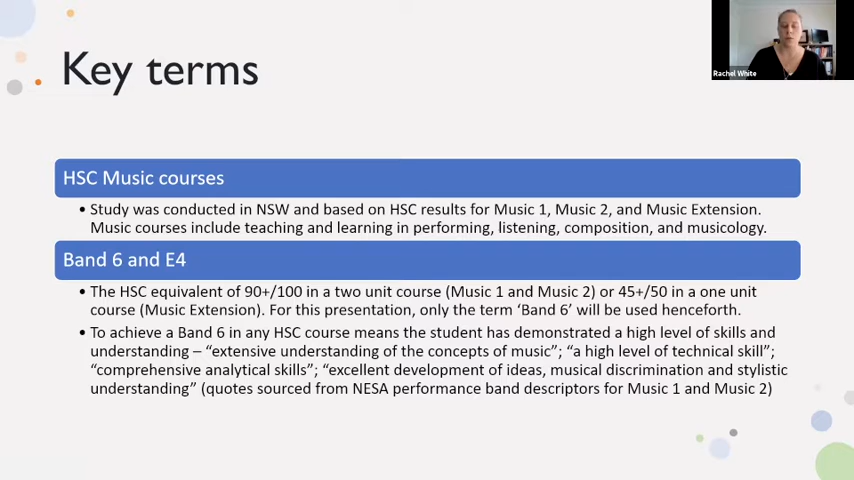 Key terms
Rachel White
HSC Music courses
• Study was conducted in NSW and based on HSC results for Music 1, Music 2, and Music Extension.
Music courses include teaching and learning in performing, listening, composition, and musicology.
Band 6 and E4
• The HSC equivalent of 90+/100 in a two unit course (Music 1 and Music 2) or 45+/50 in a one unit
course (Music Extension). For this presentation, only the term ‘Band 6’ will be used henceforth.
• To achieve a Band 6 in any HSC course means the student has demonstrated a high level of skills and
understanding – “extensive understanding of the concepts of music”; “a high level of technical skill”;
“comprehensive analytical skills”; “excellent development of ideas, musical discrimination and stylistic
understanding” (quotes sourced from NESA performance band descriptors for Music 1 and Music 2)